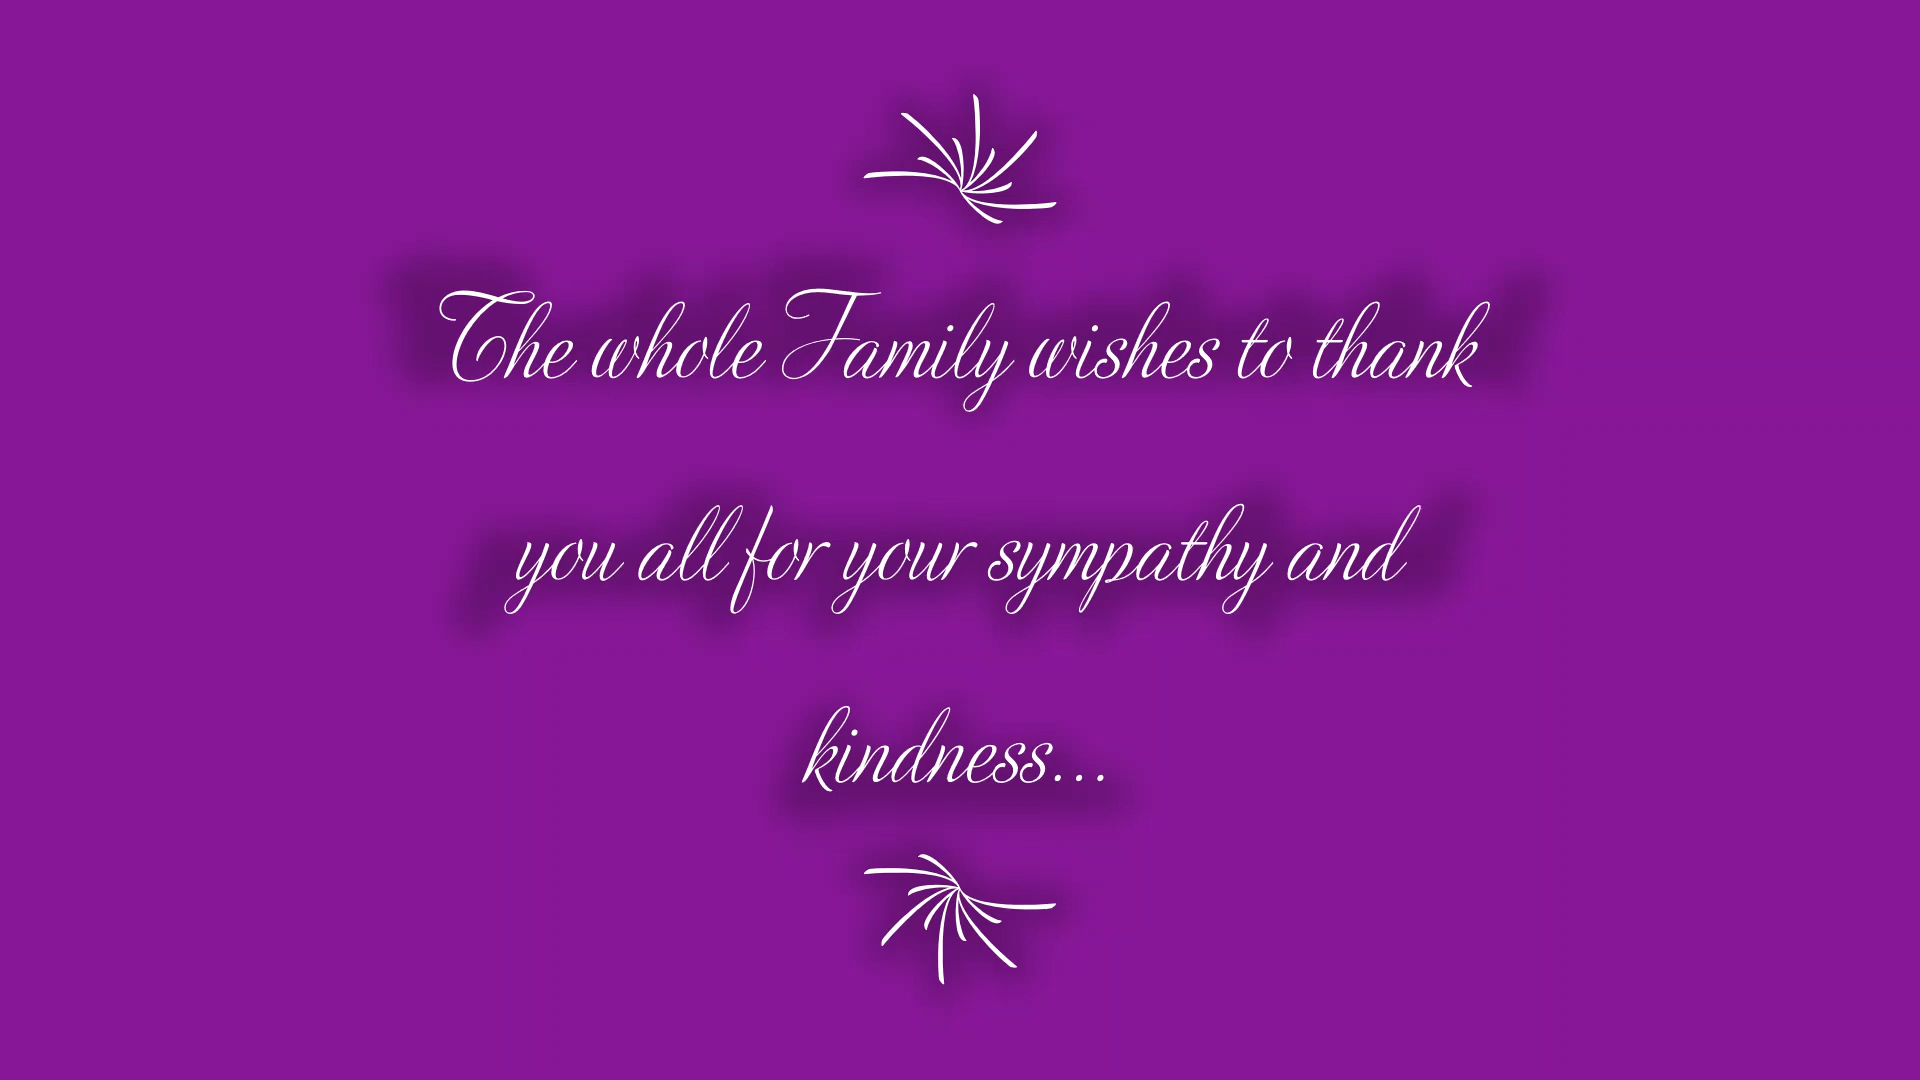 The whole Family wishes to thank
you all for your sympathy and
kindness...